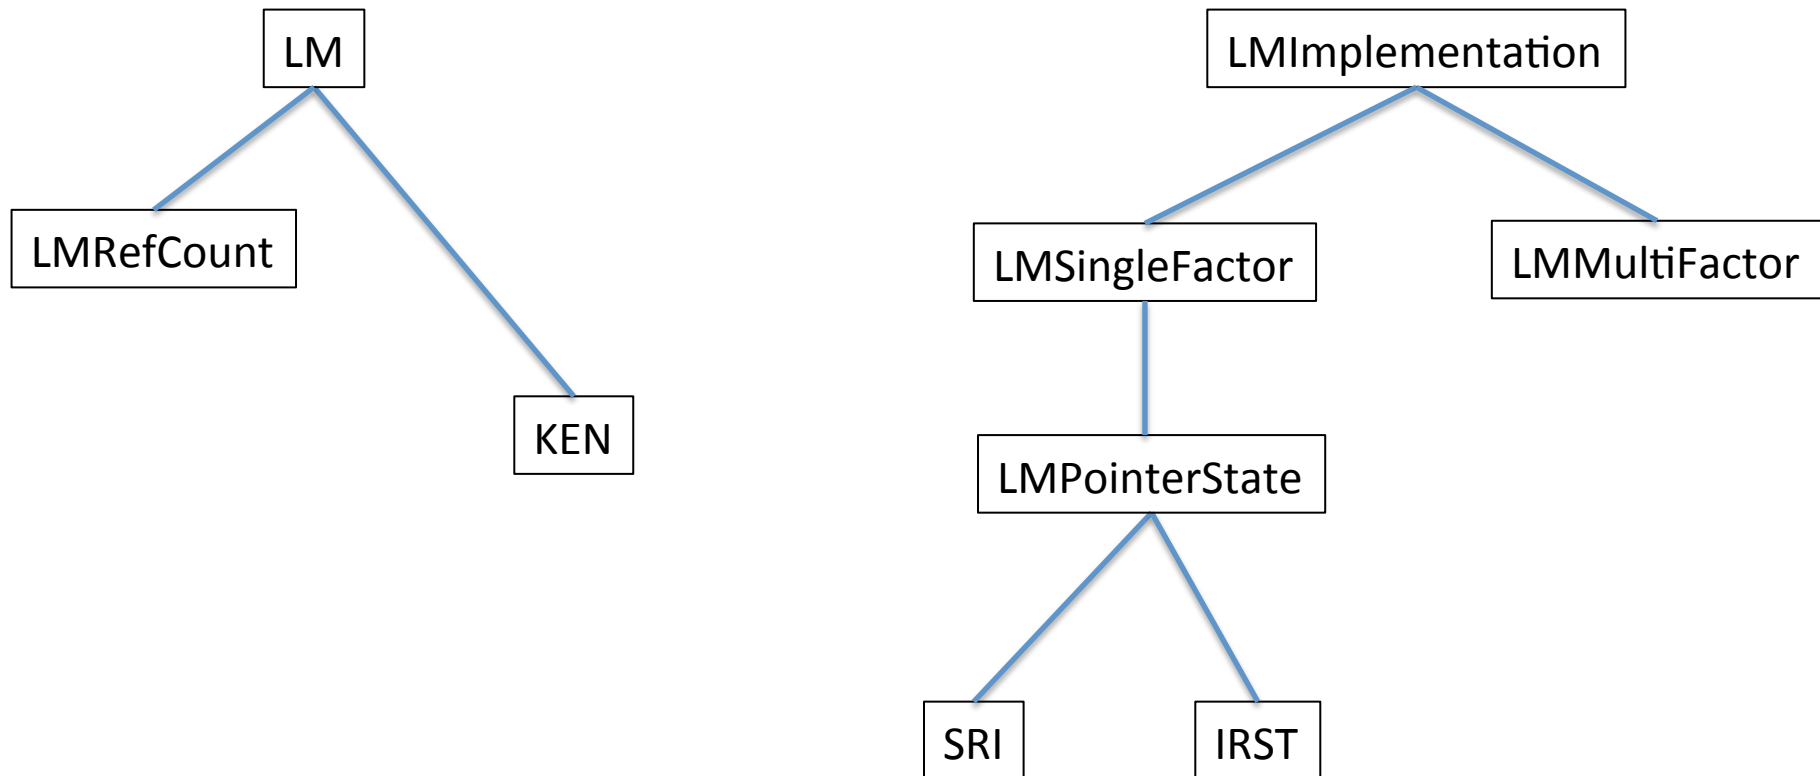 LM
LMImplementation
LMRefCount
LMSingleFactor
LMMultiFactor
KEN
LMPointerState
SRI
IRST